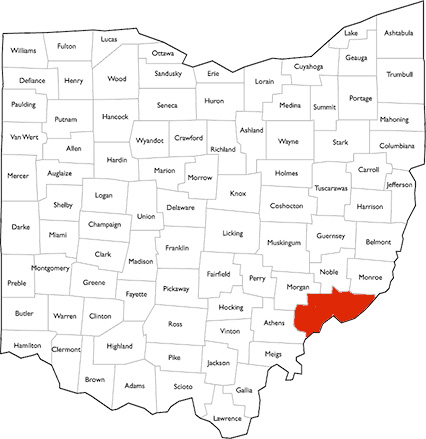 Lake
Ashtabula
Lucas
Fulton
Williams
Ottawa
Geauga
Cuyahoga
Trumbull
Sandusky
Erie
Lorain
Wood
Henry
Defiance
Portage
Summit
Medina
Huron
Seneca
Paulding
Hancock
Putnam
Mahoning
Ashland
Van Wert
Wyandot
Crawford
Wayne
Stark
Columbiana
Richland
Allen
Hardin
Marion
Carroll
Mercer
Auglaize
Morrow
Holmes
Jefferson
Tuscarawas
Knox
Logan
Shelby
Delaware
Coshocton
Harrison
Union
Champaign
Darke
Miami
Licking
Guernsey
Muskingum
Belmont
Franklin
Clark
Madison
Montgomery
Fairfield
Noble
Monroe
Perry
Preble
Greene
Pickaway
Morgan
Fayette
Hocking
Butler
Warren
Clinton
Ross
Athens
Vinton
Hamilton
Clermont
Highland
Meigs
Pike
Jackson
Brown
Adams
Scioto
Gallia
Lawrence